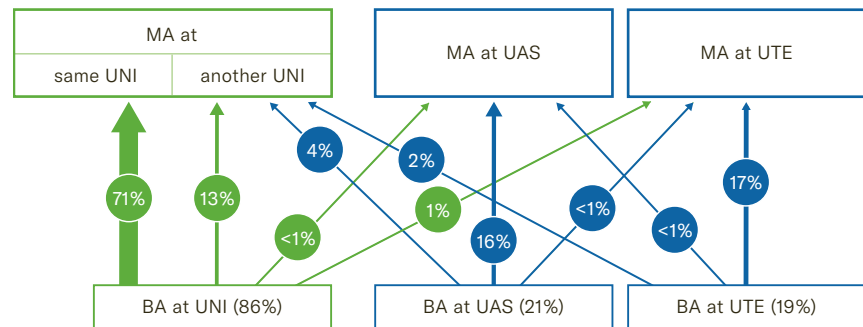 MA at
same UNI
another UNI
MA at UAS
MA at UTE
4%
2%
71%
13%
<1%
1%
16%
<1%
<1%
17%
BA at UNI (86%)
BA at UAS (21%)
BA at UTE (19%)